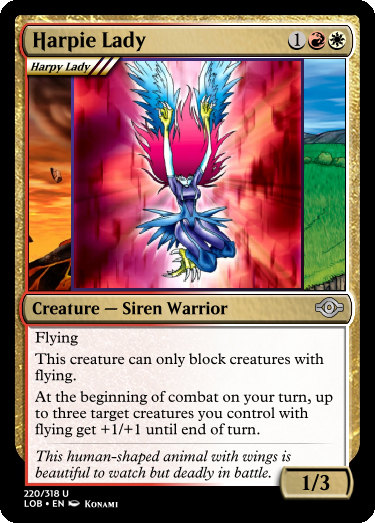 Harpie Lady 1
Harpy Lady
Creature — Siren Warrior
Flying
This creature can only block creatures with
flying.
At the beginning of combat on your turn, up
to three target creatures you control with
flying get +1/+1 until end of turn.
This human-shaped animal with wings is
beautiful to watch but deadly in battle.
1/3
220/318 U
LOB • EN Konami